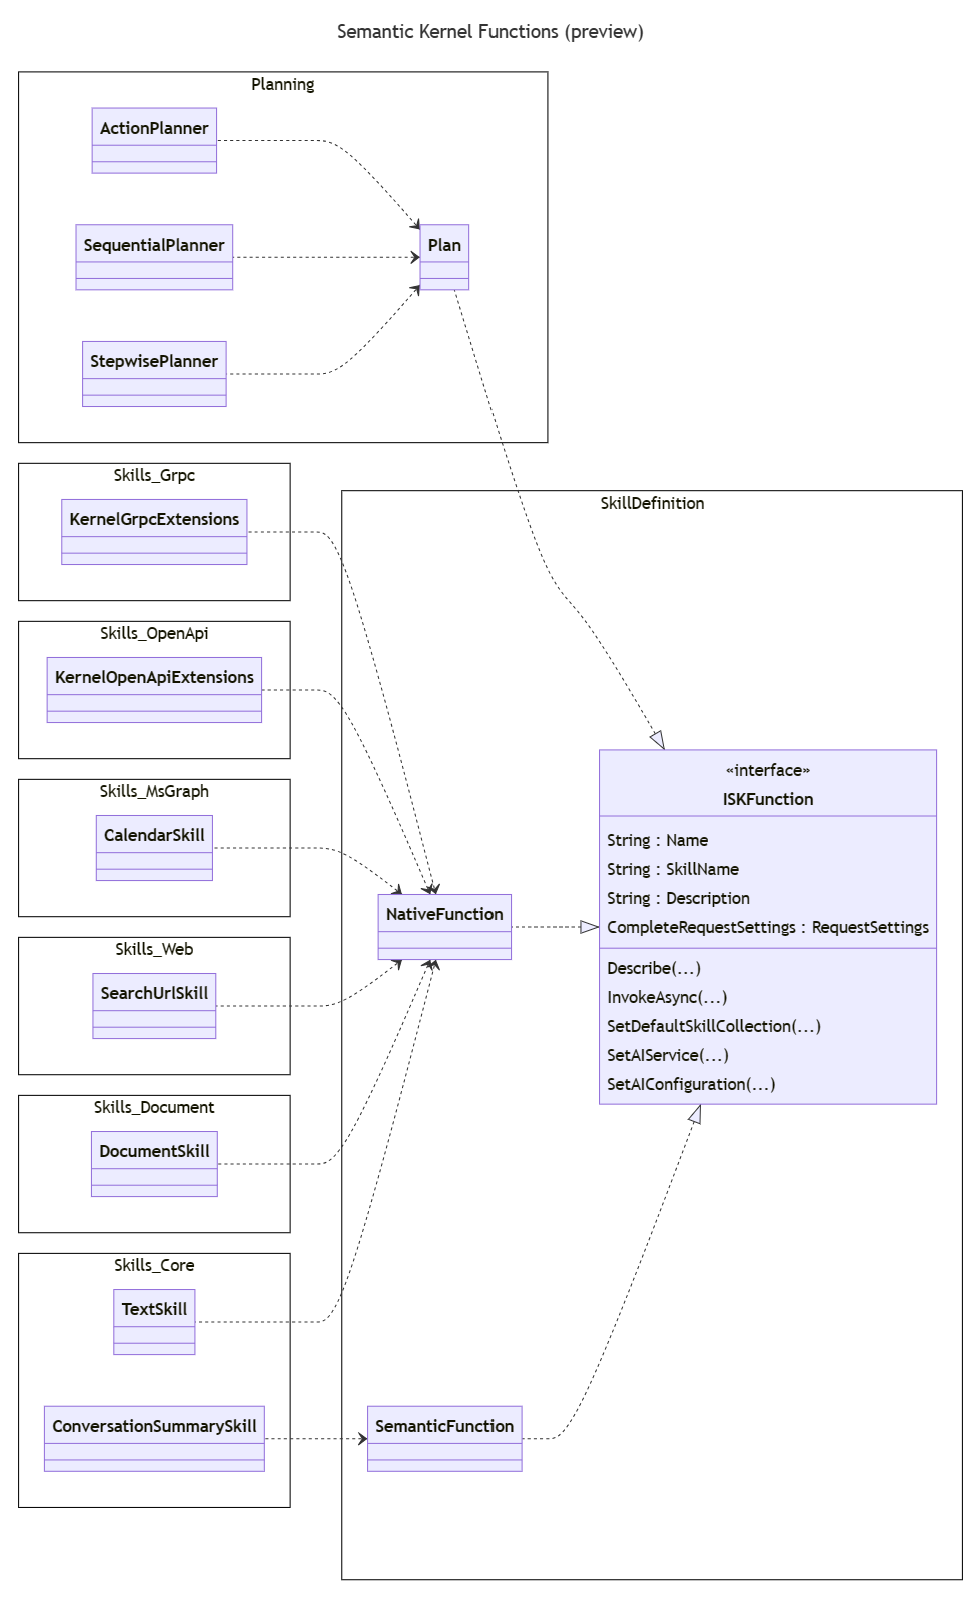 Semantic Kernel Functions (preview)
Planning
ActionPlanner
SequentialPlanner
Plan
StepwisePlanner
Skills_Grpc
KernelGrpcExtensions
SkillDefinition
Skills_OpenApi
KernelOpenApiExtensions
Skills_MsGraph
CalendarSkill
«interface»
ISKFunction
String : Name
String : SkillName
String : Description
CompleteRequestSettings : RequestSettings
Describe(...)
InvokeAsync(...)
SetDefaultSkillCollection(...)
SetAIService(...)
SetAIConfiguration(...)
NativeFunction
Skills_Web
SearchUrlSkill
Skills_Document
DocumentSkill
Skills_Core
TextSkill
ConversationSummarySkill
SemanticFunction